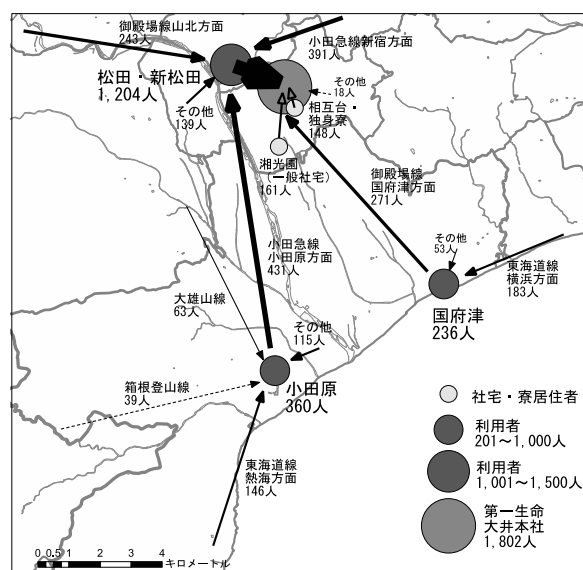 御殿場線山北方面
243人
小田急線新宿方面
391人
松田・新松田
1,204人
その他
18人
その他
139人
相互台・
独身寮
148人
湘光園
(一般社宅)
161人
御殿場線
国府津方面
271人
小田急線
小田原方面
431人
その他
53人
東海道線
横浜方面
183人
大雄山線
63人
国府津
236人
その他
115人
箱根登山線
39人
小田原
360人
東海道線
熱海方面
146人
社宅・寮居住者
利用者
201~1,000人
利用者
1,001~1,500人
第一生命
大井本社
1,802人
0 0.5 1 2 3 4
キロメートル